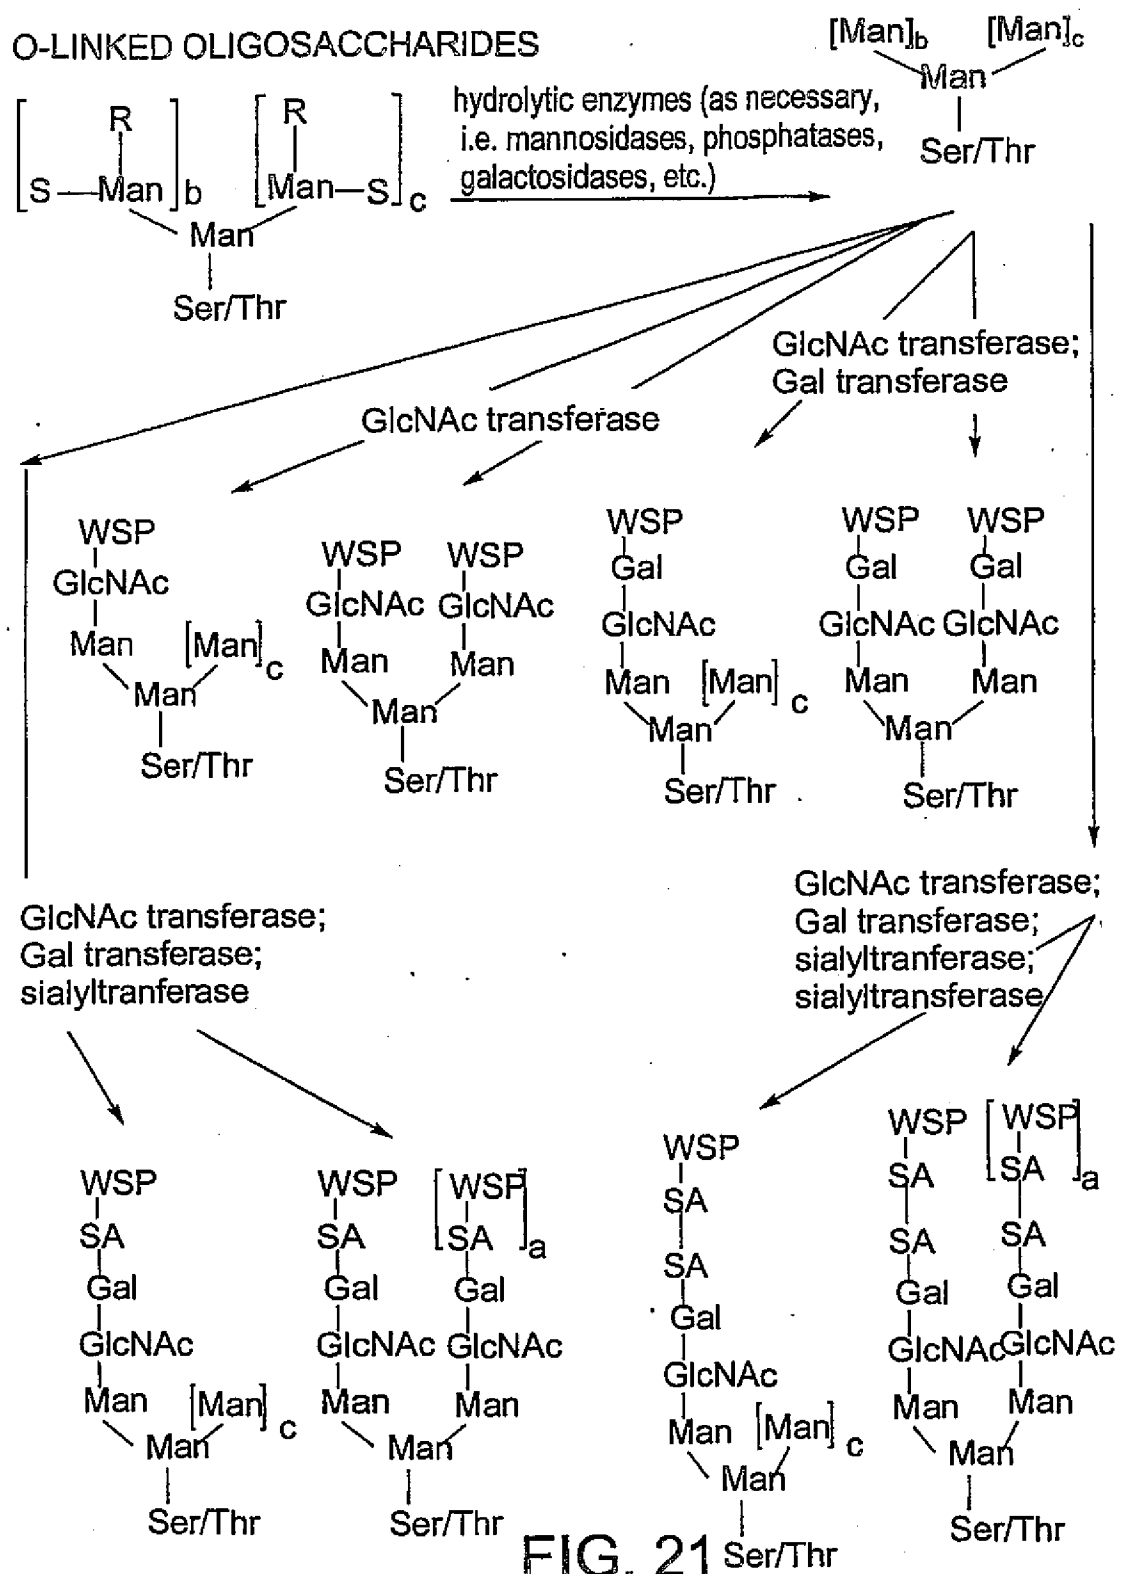 O-LINKED OLIGOSACCHARIDES
[Man]b [Man]c
Man
Ser/Thr
[ R ]b [ R ]c
S—Man Man—S
Man
Ser/Thr
hydrolytic enzymes (as necessary,
i.e. mannosidases, phosphatases,
galactosidases, etc.)
GlcNAc transferase;
Gal transferase
GlcNAc transferase
WSP
GlcNAc
Man [Man]c
Man
Ser/Thr
WSP WSP
GlcNAc GlcNAc
Man Man
Man
Ser/Thr
WSP
Gal
GlcNAc
Man [Man]c
Man
Ser/Thr
WSP WSP
Gal Gal
GlcNAc GlcNAc
Man Man
Man
Ser/Thr
GlcNAc transferase;
Gal transferase;
sialyltranferase
GlcNAc transferase;
Gal transferase;
sialyltranferase;
sialyltransferase
WSP
SA
Gal
GlcNAc
Man [Man]c
Man
Ser/Thr
WSP [WSP
SA SA]a
Gal Gal
GlcNAc GlcNAc
Man Man
Man
Ser/Thr
WSP
SA
SA
Gal
GlcNAc
Man [Man]c
Man
Ser/Thr
WSP [WSP
SA SA]a
SA SA
Gal Gal
GlcNAc GlcNAc
Man Man
Man
Ser/Thr
FIG. 21